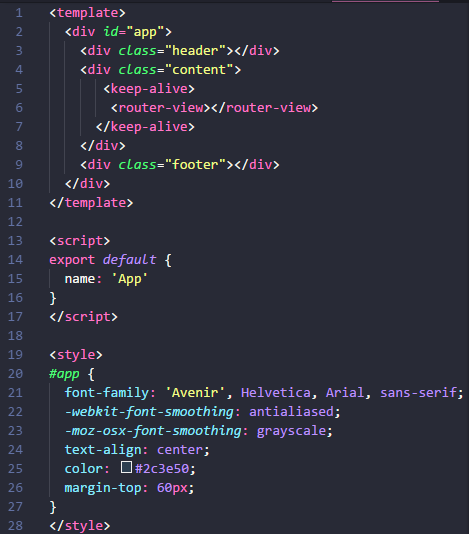 1 <template>
2   <div id="app">
3     <div class="header"></div>
4     <div class="content">
5        <keep-alive>
6         <router-view></router-view>
7       </keep-alive>
8     </div>
9     <div class="footer"></div>
10   </div>
11 </template>
12
13 <script>
14 export default {
15   name: 'App'
16 }
17 </script>
18
19 <style>
20 #app {
21   font-family: 'Avenir', Helvetica, Arial, sans-serif;
22   -webkit-font-smoothing: antialiased;
23   -moz-osx-font-smoothing: grayscale;
24   text-align: center;
25   color: #2c3e50;
26   margin-top: 60px;
27 }
28 </style>